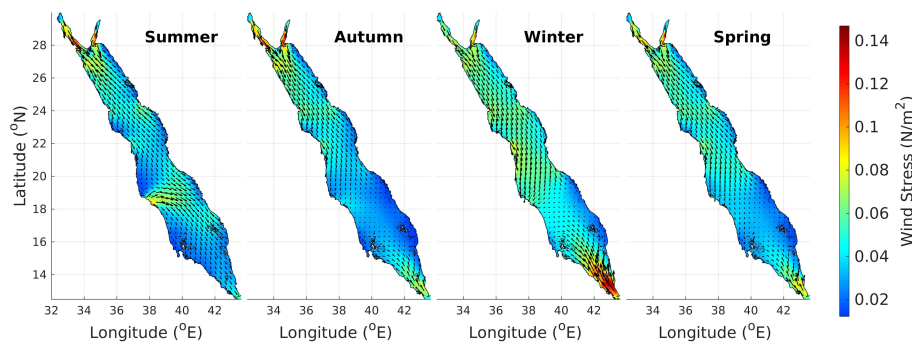 Summer
Autumn
Winter
Spring
28
26
24
22
20
18
16
14
Latitude (°N)
32 34 36 38 40 42
34 36 38 40 42
34 36 38 40 42
34 36 38 40 42
Longitude (°E)
Longitude (°E)
Longitude (°E)
Longitude (°E)
0.14
0.12
0.1
0.08
0.06
0.04
0.02
Wind Stress (N/m²)